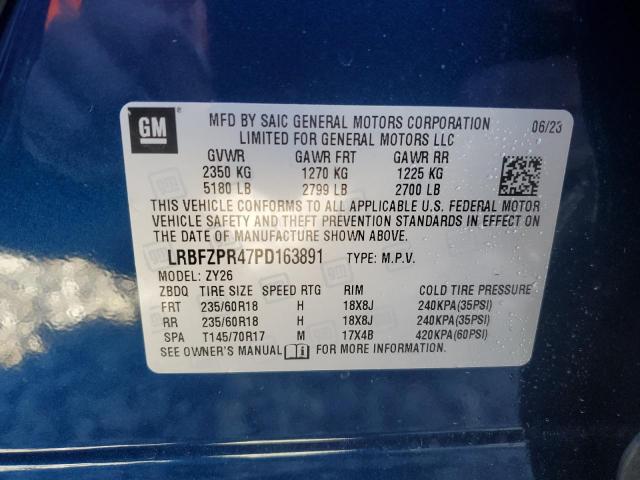 GM
MFD BY SAIC GENERAL MOTORS CORPORATION 06/23
LIMITED FOR GENERAL MOTORS LLC
GVWR GAWR FRT GAWR RR
2350 KG 1270 KG 1225 KG
5180 LB 2799 LB 2700 LB
THIS VEHICLE CONFORMS TO ALL APPLICABLE U.S. FEDERAL MOTOR
VEHICLE SAFETY AND THEFT PREVENTION STANDARDS IN EFFECT ON
THE DATE OF MANUFACTURE SHOWN ABOVE.
LRBFZPR47PD163891 TYPE: M.P.V.
MODEL: ZY26
ZBDQ TIRE SIZE SPEED RTG RIM COLD TIRE PRESSURE
FRT 235/60R18 H 18X8J 240KPA(35PSI)
RR 235/60R18 H 18X8J 240KPA(35PSI)
SPA T145/70R17 M 17X4B 420KPA(60PSI)
SEE OWNER'S MANUAL FOR MORE INFORMATION.